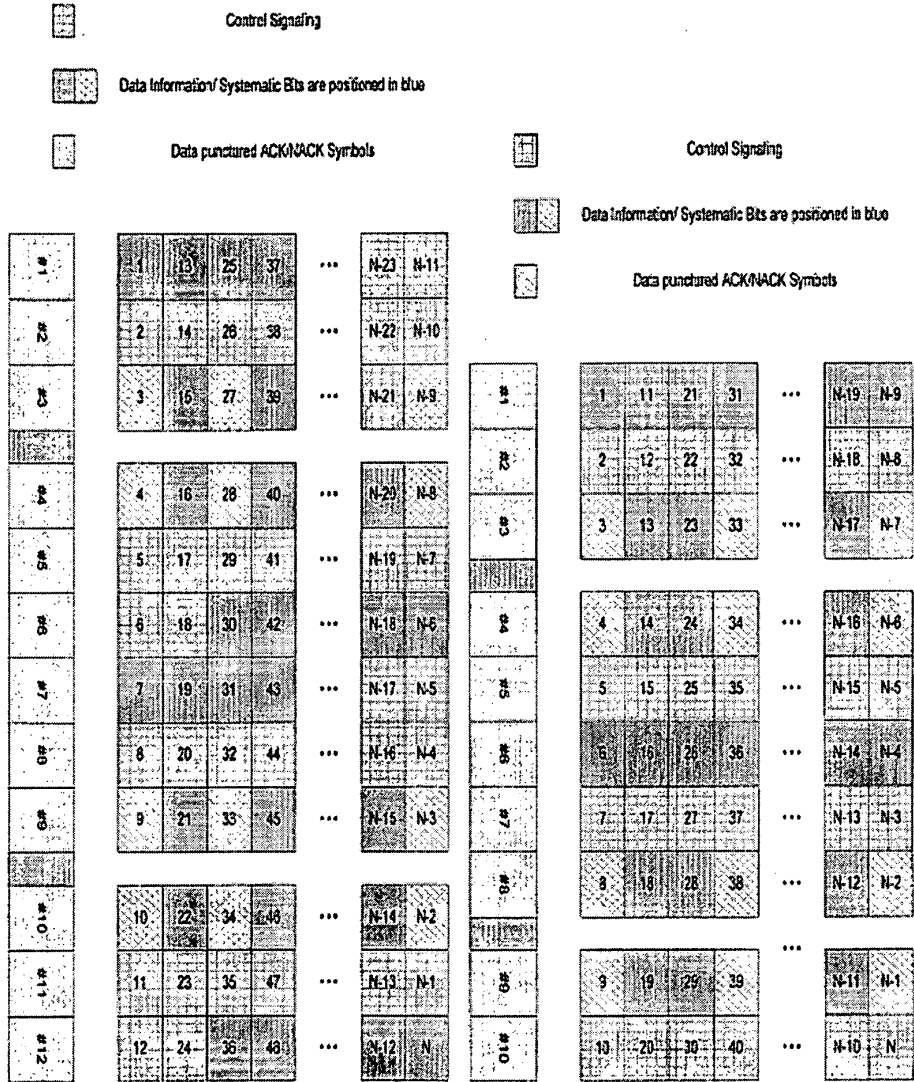 Control Signaling
Data Information/ Systematic Bits are positioned in blue
Data punctured ACK/NACK Symbols
#1 1 13 25 37 ... N-23 N-11
#2 2 14 26 38 ... N-22 N-10
#3 3 15 27 39 ... N-21 N-9
#4 4 16 28 40 ... N-20 N-8
#5 5 17 29 41 ... N-19 N-7
#6 6 18 30 42 ... N-18 N-6
#7 7 19 31 43 ... N-17 N-5
#8 8 20 32 44 ... N-16 N-4
#9 9 21 33 45 ... N-15 N-3
#10 10 22 34 46 ... N-14 N-2
#11 11 23 35 47 ... N-13 N-1
#12 12 24 36 48 ... N-12 N
Control Signaling
Data Information/ Systematic Bits are positioned in blue
Data punctured ACK/NACK Symbols
#1 1 11 21 31 ... N-19 N-9
#2 2 12 22 32 ... N-18 N-8
#3 3 13 23 33 ... N-17 N-7
#4 4 14 24 34 ... N-16 N-6
#5 5 15 25 35 ... N-15 N-5
#6 6 16 26 36 ... N-14 N-4
#7 7 17 27 37 ... N-13 N-3
#8 8 18 28 38 ... N-12 N-2
...
#9 9 19 29 39 N-11 N-1
#10 10 20 30 40 ... N-10 N